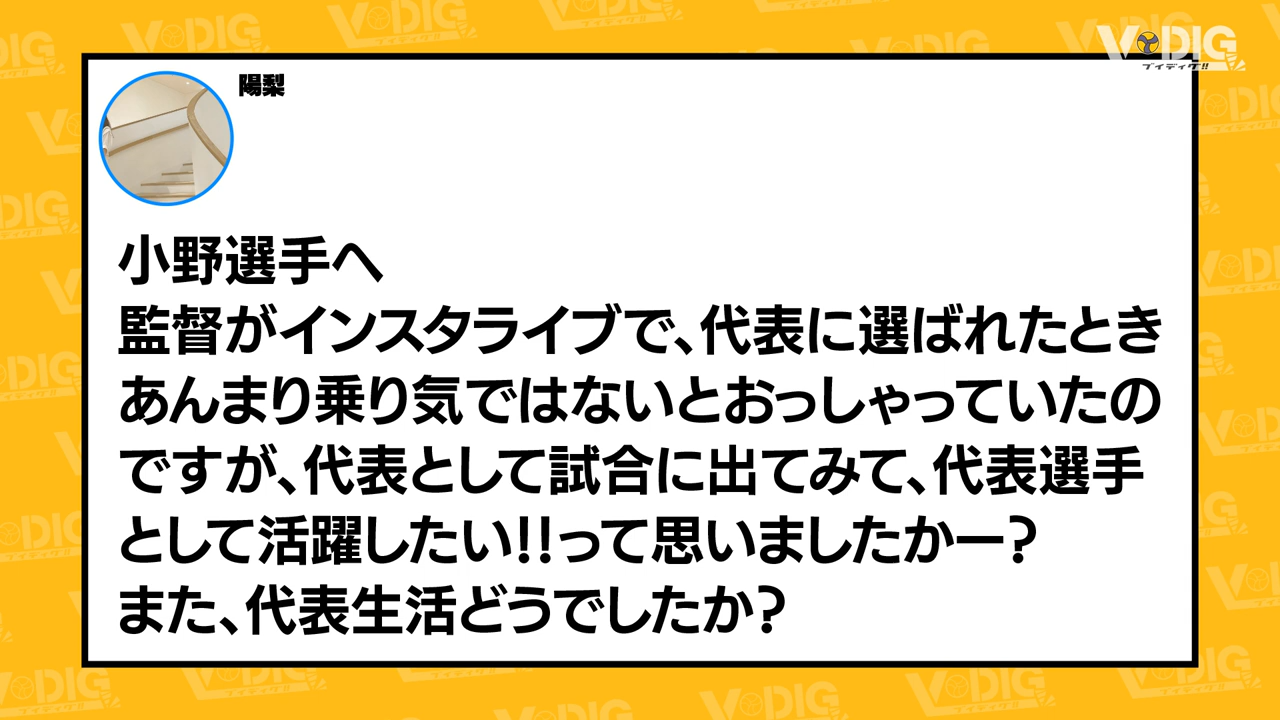 VODIG
ブイディグ!!
陽梨
小野選手へ
監督がインスタライブで、代表に選ばれたとき
あんまり乗り気ではないとおっしゃっていたの
ですが、代表として試合に出てみて、代表選手
として活躍したい!!って思いましたかー?
また、代表生活どうでしたか?